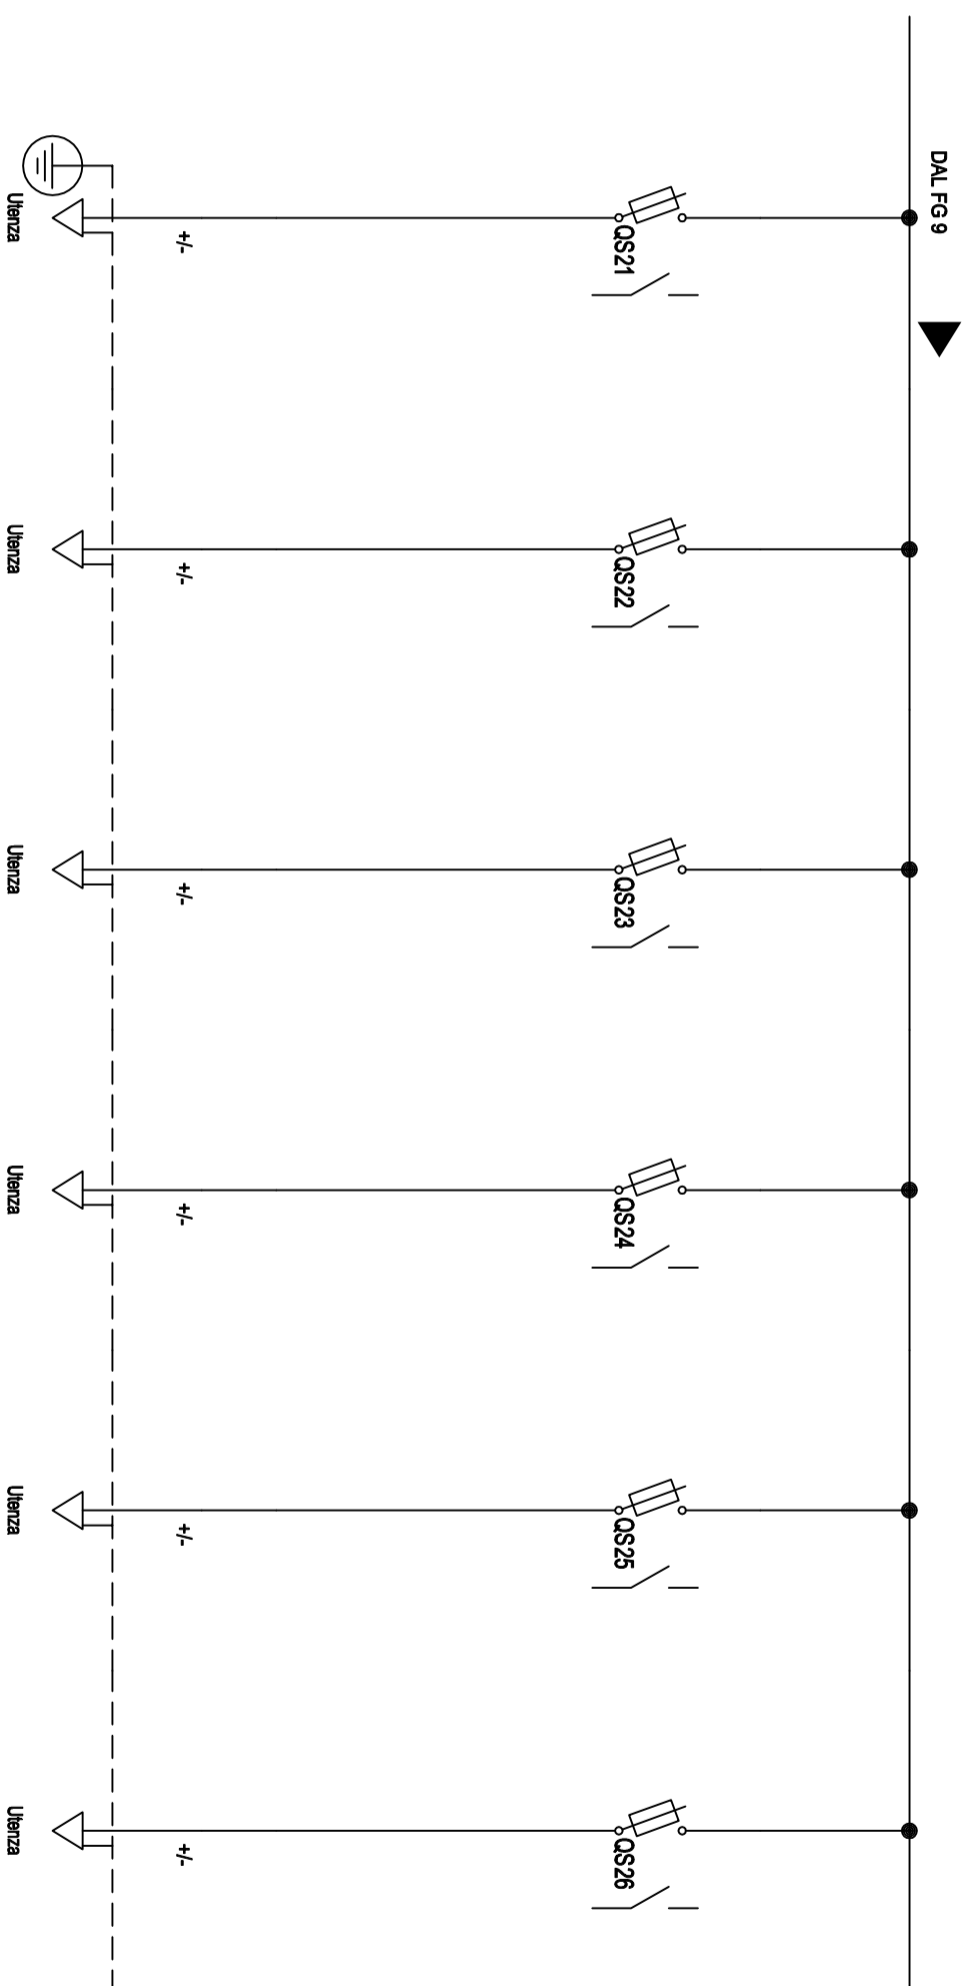 DAL FG 9
QS21
QS22
QS23
QS24
QS25
QS26
+/-
+/-
+/-
+/-
+/-
+/-
Utenza
Utenza
Utenza
Utenza
Utenza
Utenza